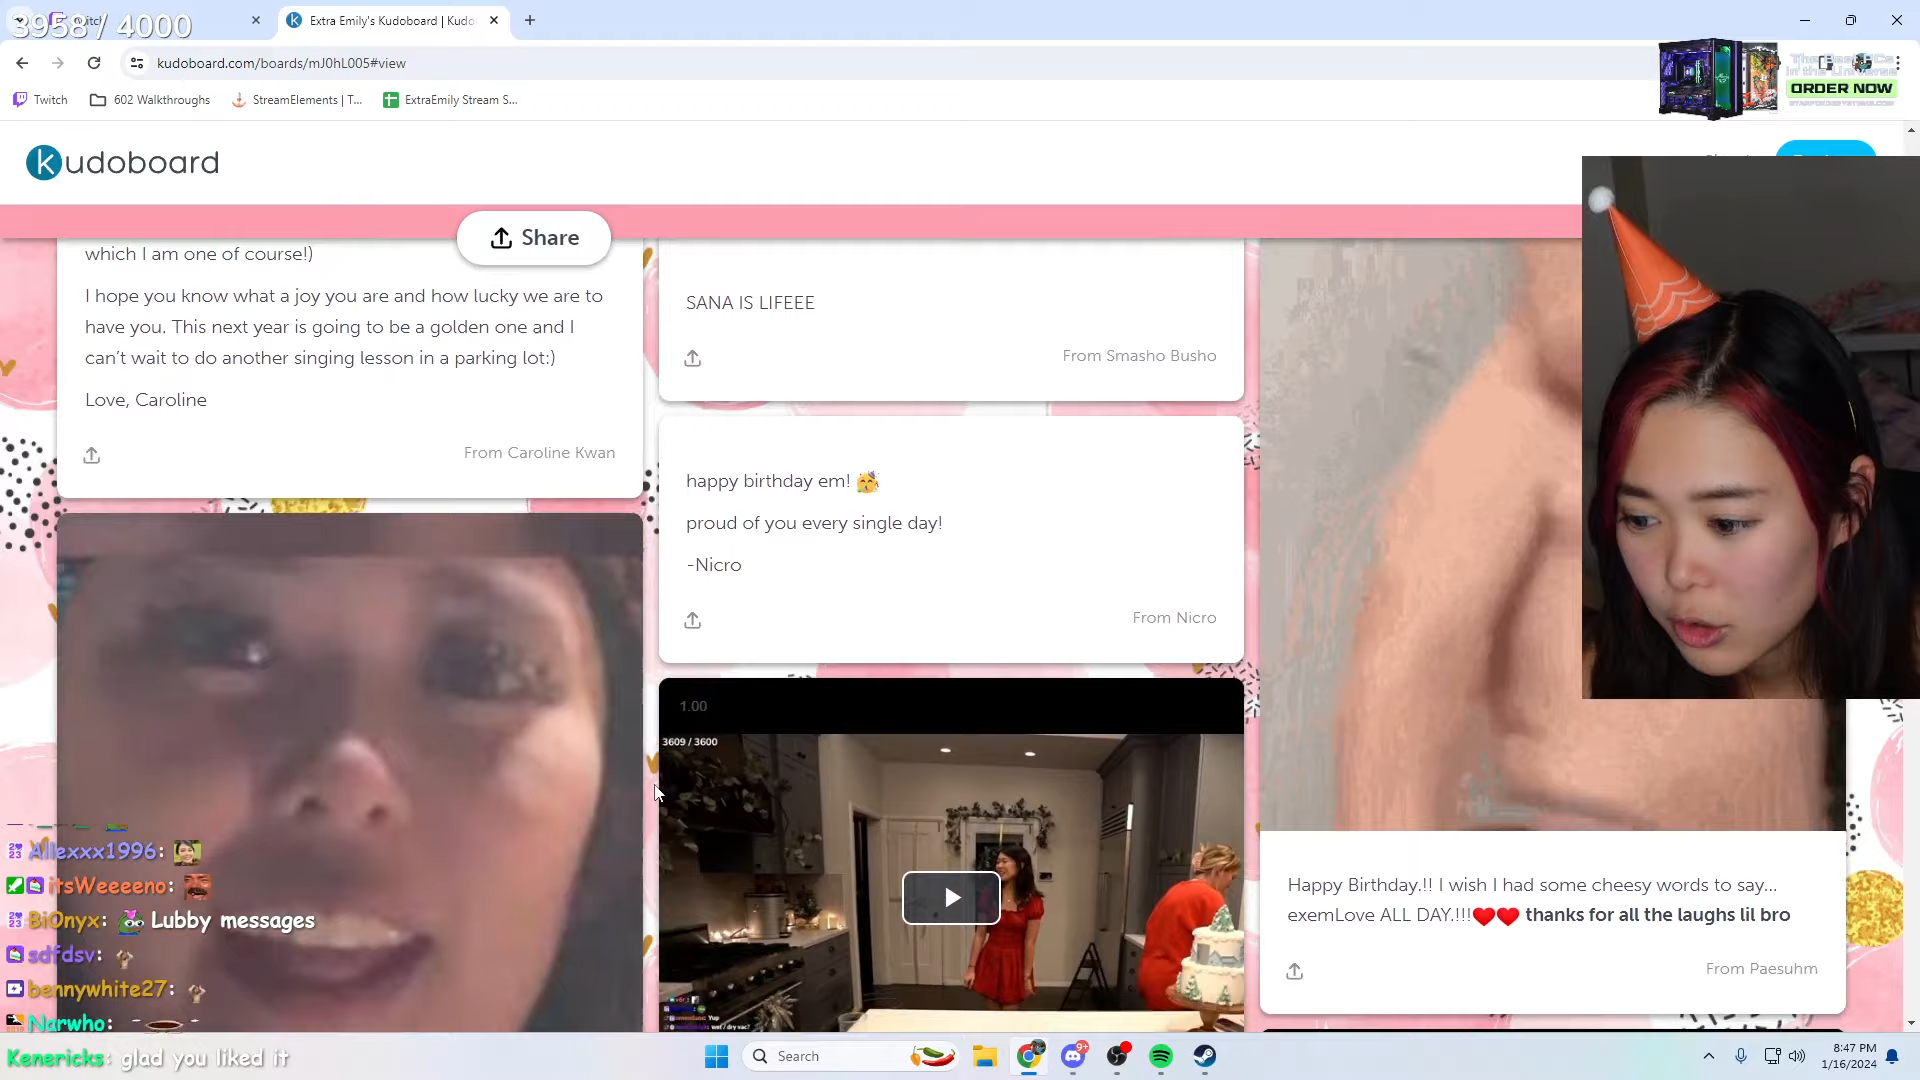 3958 / 4000
Extra Emily's Kudoboard | Kudo
kudoboard.com/boards/mJ0hL005#view
ORDER NOW
Twitch
602 Walkthroughs
StreamElements | T...
ExtraEmily Stream S...
kudoboard
Share
which I am one of course!)
I hope you know what a joy you are and how lucky we are to
have you. This next year is going to be a golden one and I
can't wait to do another singing lesson in a parking lot:)
Love, Caroline
From Caroline Kwan
SANA IS LIFEEE
From Smasho Busho
happy birthday em! 🥳
proud of you every single day!
-Nicro
From Nicro
1.00
3609 / 3600
Happy Birthday.!! I wish I had some cheesy words to say...
exemLove ALL DAY.!!!❤️❤️ thanks for all the laughs lil bro
From Paesuhm
Allexxx1996:
itsWeeeeno:
BiOnyx: Lubby messages
sdfdsv:
bennywhite27:
Narwho:
Kenericks: glad you liked it
Search
9+
8:47 PM
1/16/2024